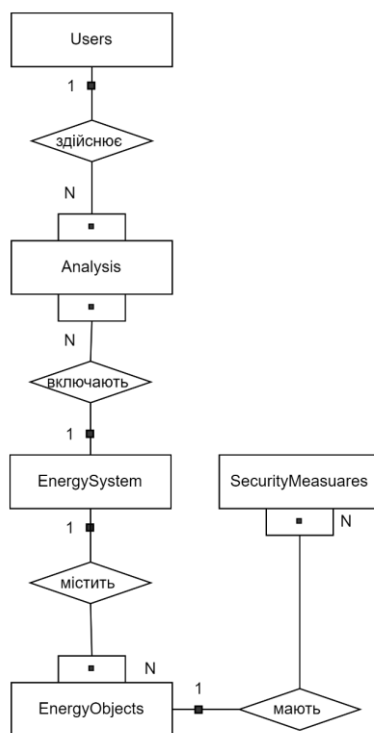 Users
1
здійснює
N
Analysis
N
включають
1
EnergySystem
SecurityMeasuares
1
N
містить
N
1
EnergyObjects
мають